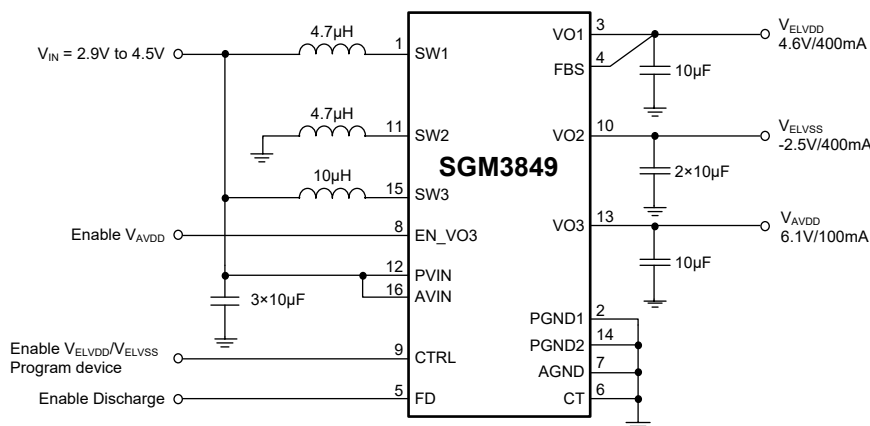 V_IN = 2.9V to 4.5V
4.7µH
1
SW1
4.7µH
11
SW2
10µH
15
SW3
Enable V_AVDD
8
EN_VO3
12
PVIN
16
AVIN
3×10µF
Enable V_ELVDD/V_ELVSS
Program device
9
CTRL
Enable Discharge
5
FD
SGM3849
VO1
3
V_ELVDD
4.6V/400mA
FBS
4
10µF
VO2
10
V_ELVSS
-2.5V/400mA
2×10µF
VO3
13
V_AVDD
6.1V/100mA
10µF
PGND1
2
PGND2
14
AGND
7
CT
6